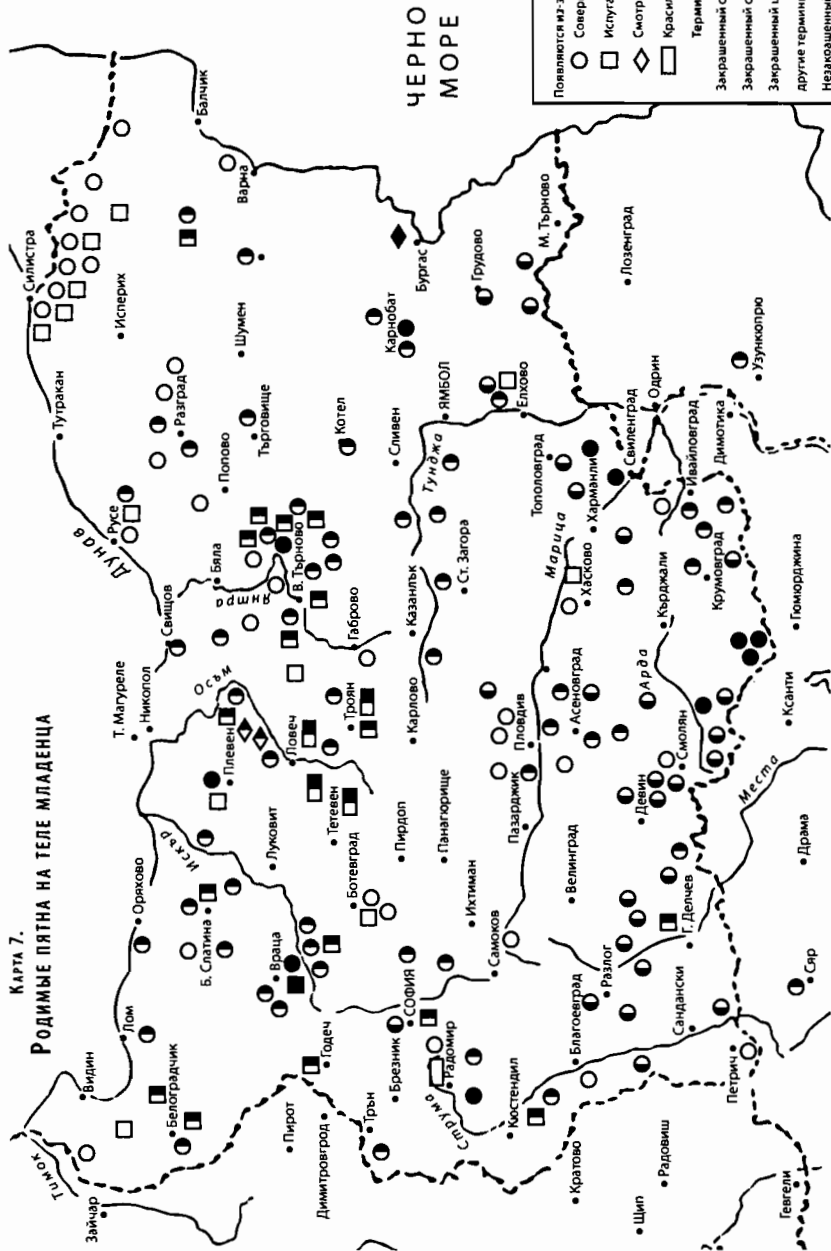 Карта 7.
Родимые пятна на теле младенца
Тимок
Зайчар
Видин
Лом
Белоградчик
Пирот
Димитровгрод
Годеч
Трън
Брезник
СОФИЯ
Радомир
Струма
Кюстендил
Кратово
Щип
Радовиш
Гевгели
Петрич
Сандански
Благоевград
Разлог
Г. Делчев
Сяр
Драма
Места
Ксанти
Гюмюрджина
Оряхово
Б. Слатина
Враца
Искър
Луковит
Ботевград
Тетевен
Пирдоп
Панагюрище
Ихтиман
Самоков
Пазарджик
Велинград
Девин
Смолян
Арда
Пловдив
Асеновград
Карлово
Троян
Ловеч
Плевен
Осъм
Т. Магуреле
Никопол
Свищов
Бяла
Янтра
В. Търново
Габрово
Казанлък
Ст. Загора
Марица
Хасково
Кърджали
Крумовград
Ивайловград
Димотика
Одрин
Свиленград
Харманли
Тополовград
Узункюпрю
Лозенград
М. Търново
Грудово
Бургас
Карнобат
Елхово
ЯМБОЛ
Тунджа
Сливен
Котел
Търговище
Шумен
Варна
Балчик
Попово
Разград
Исперих
Силистра
Тутракан
Русе
Дунав
ЧЕРНО
МОРЕ
Появляются из-з
Испуга
Термин
Закрашенный
Закрашенный
Закрашенный
другие